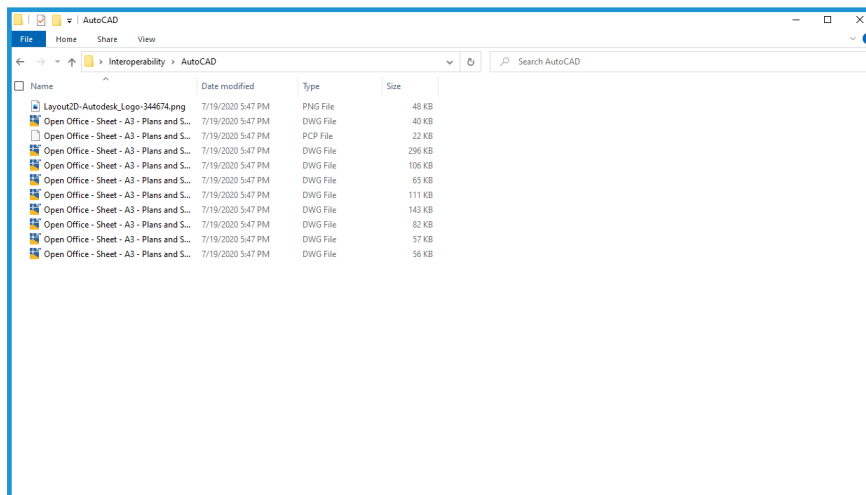 AutoCAD
File Home Share View
Interoperability > AutoCAD Search AutoCAD
Name Date modified Type Size
Layout2D-Autodesk_Logo-344674.png 7/19/2020 5:47 PM PNG File 48 KB
Open Office - Sheet - A3 - Plans and S... 7/19/2020 5:47 PM DWG File 40 KB
Open Office - Sheet - A3 - Plans and S... 7/19/2020 5:47 PM PCP File 22 KB
Open Office - Sheet - A3 - Plans and S... 7/19/2020 5:47 PM DWG File 296 KB
Open Office - Sheet - A3 - Plans and S... 7/19/2020 5:47 PM DWG File 106 KB
Open Office - Sheet - A3 - Plans and S... 7/19/2020 5:47 PM DWG File 65 KB
Open Office - Sheet - A3 - Plans and S... 7/19/2020 5:47 PM DWG File 111 KB
Open Office - Sheet - A3 - Plans and S... 7/19/2020 5:47 PM DWG File 143 KB
Open Office - Sheet - A3 - Plans and S... 7/19/2020 5:47 PM DWG File 82 KB
Open Office - Sheet - A3 - Plans and S... 7/19/2020 5:47 PM DWG File 57 KB
Open Office - Sheet - A3 - Plans and S... 7/19/2020 5:47 PM DWG File 56 KB